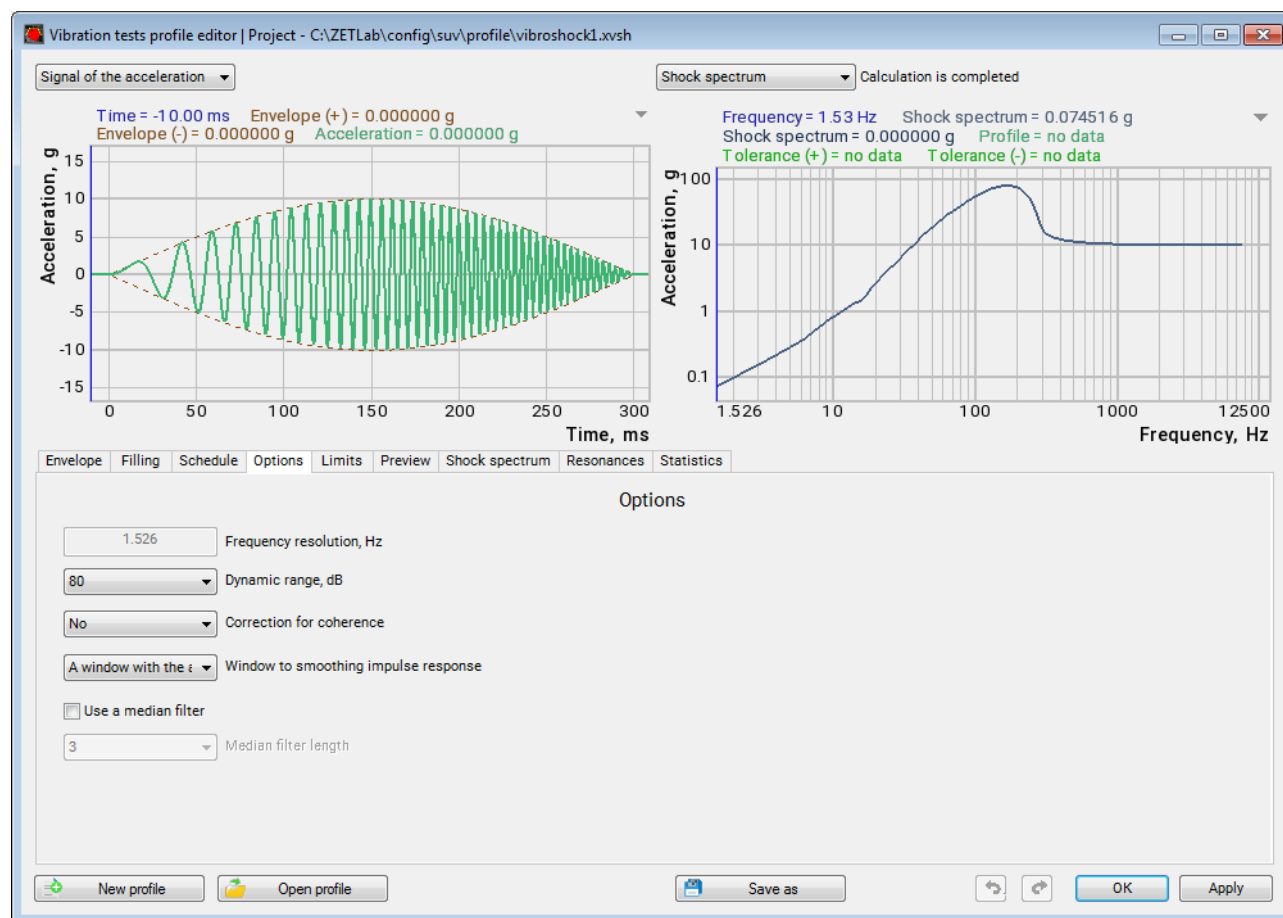 Vibration tests profile editor | Project - C:\ZETLab\config\suv\profile\vibroshock1.xvsh
Signal of the acceleration
Shock spectrum Calculation is completed
Time = -10.00 ms Envelope (+) = 0.000000 g
Envelope (-) = 0.000000 g Acceleration = 0.000000 g
Acceleration, g
15
10
5
0
-5
-10
-15
0 50 100 150 200 250 300
Time, ms
Frequency = 1.53 Hz Shock spectrum = 0.074516 g
Shock spectrum = 0.000000 g Profile = no data
Tolerance (+) = no data Tolerance (-) = no data
Acceleration, g
100
10
1
0.1
1.526 10 100 1000 12500
Frequency, Hz
Envelope Filling Schedule Options Limits Preview Shock spectrum Resonances Statistics
Options
1.526 Frequency resolution, Hz
80 Dynamic range, dB
No Correction for coherence
A window with the Window to smoothing impulse response
Use a median filter
3 Median filter length
New profile Open profile Save as OK Apply